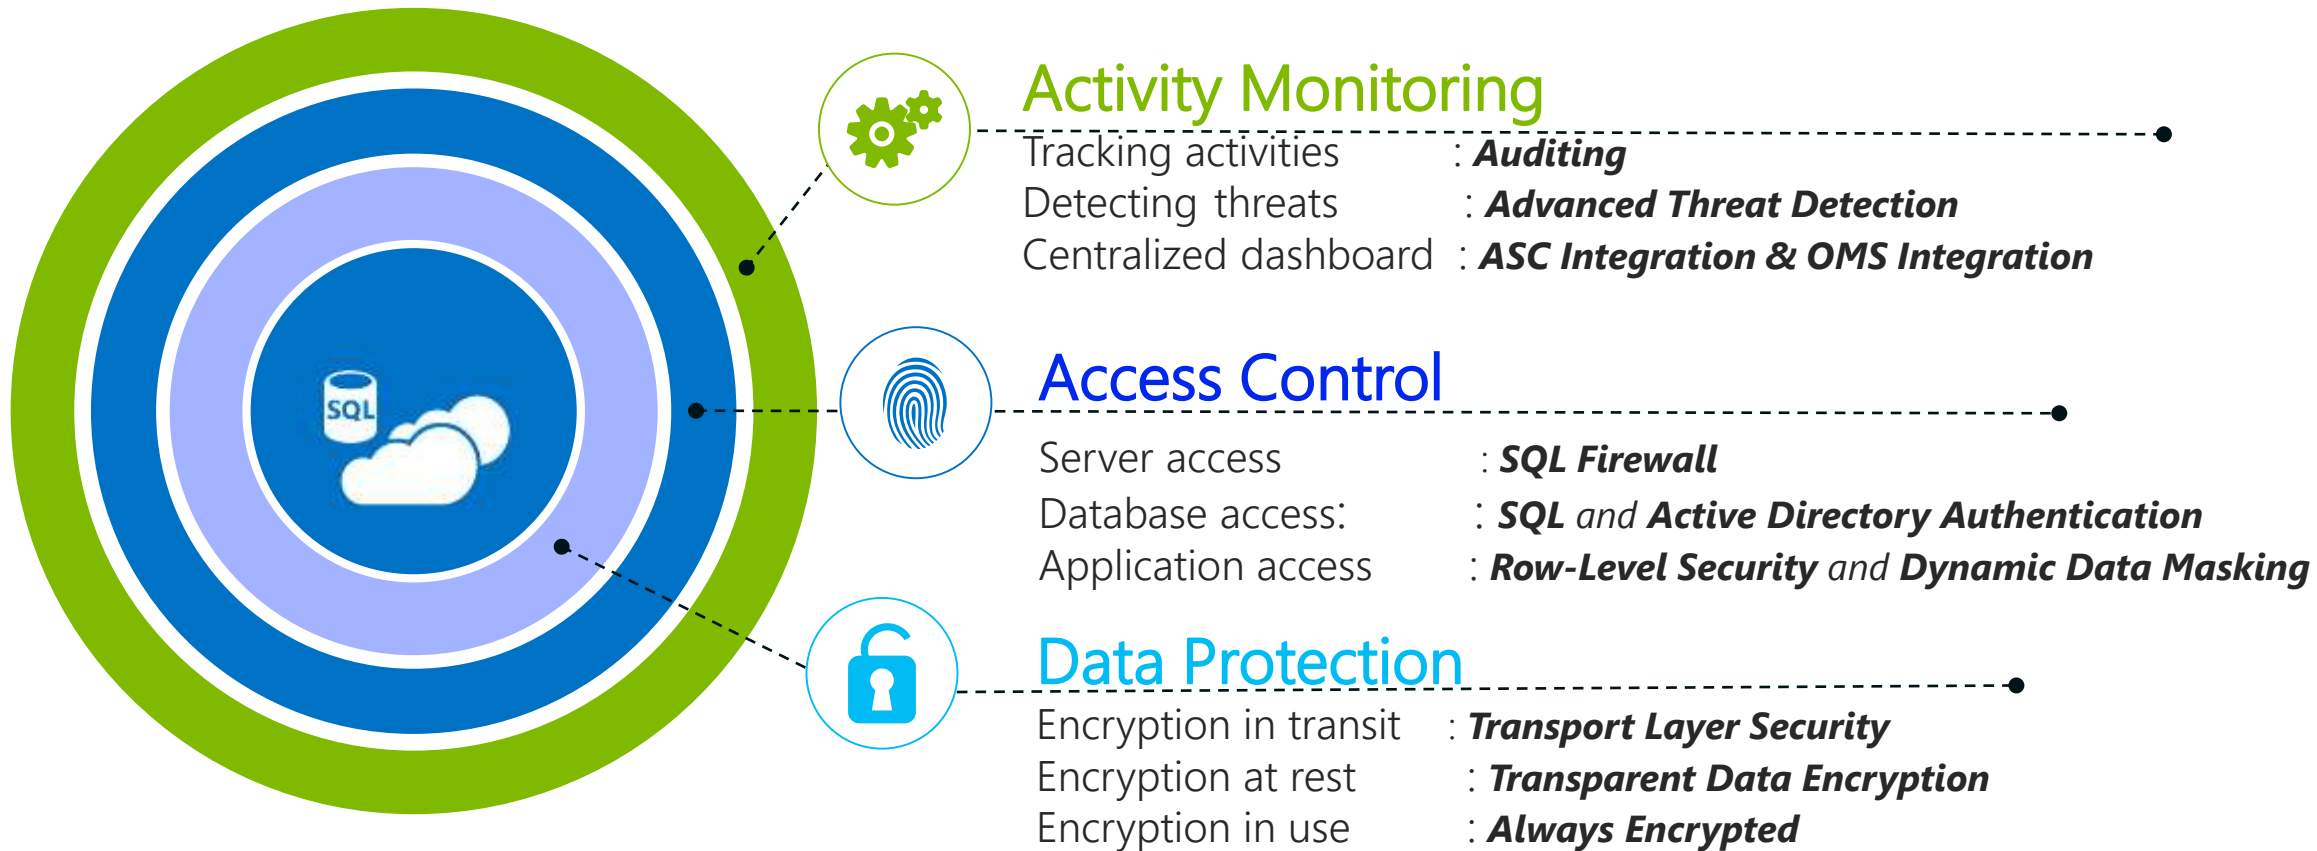 SQL
Activity Monitoring
Tracking activities : Auditing
Detecting threats : Advanced Threat Detection
Centralized dashboard : ASC Integration & OMS Integration
Access Control
Server access : SQL Firewall
Database access: : SQL and Active Directory Authentication
Application access : Row-Level Security and Dynamic Data Masking
Data Protection
Encryption in transit : Transport Layer Security
Encryption at rest : Transparent Data Encryption
Encryption in use : Always Encrypted